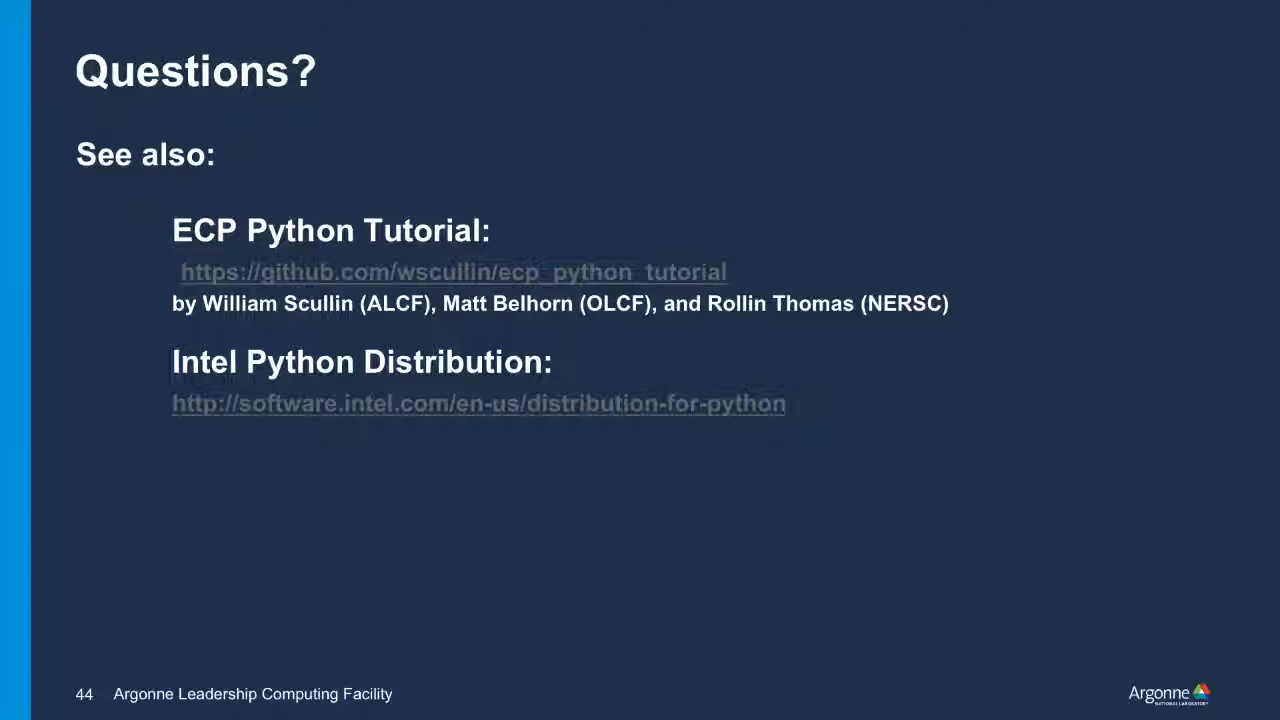 Questions?
See also:
ECP Python Tutorial:
https://github.com/wscullin/ecp_python_tutorial
by William Scullin (ALCF), Matt Belhorn (OLCF), and Rollin Thomas (NERSC)
Intel Python Distribution:
http://software.intel.com/en-us/distribution-for-python
44 Argonne Leadership Computing Facility
Argonne
NATIONAL LABORATORY